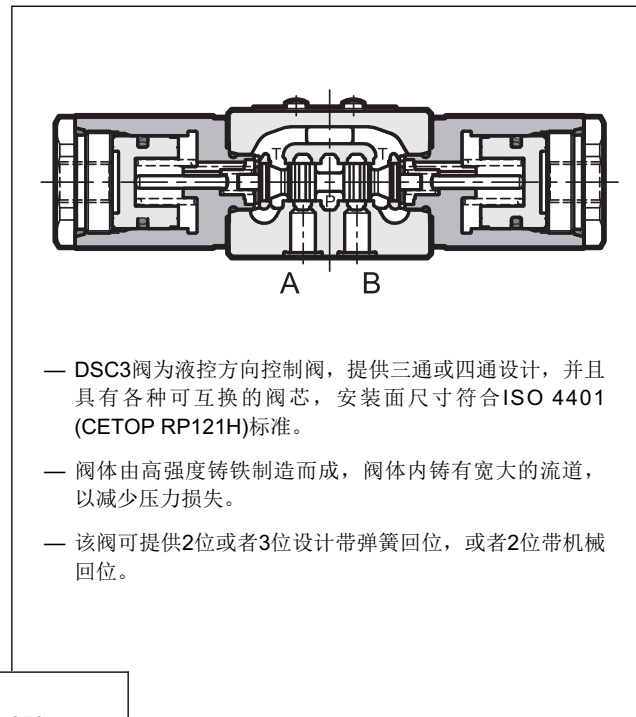 T T
P
A B
— DSC3阀为液控方向控制阀，提供三通或四通设计，并且
具有各种可互换的阀芯，安装面尺寸符合ISO 4401
(CETOP RP121H)标准。
— 阀体由高强度铸铁制造而成，阀体内铸有宽大的流道，
以减少压力损失。
— 该阀可提供2位或者3位设计带弹簧回位，或者2位带机械
回位。